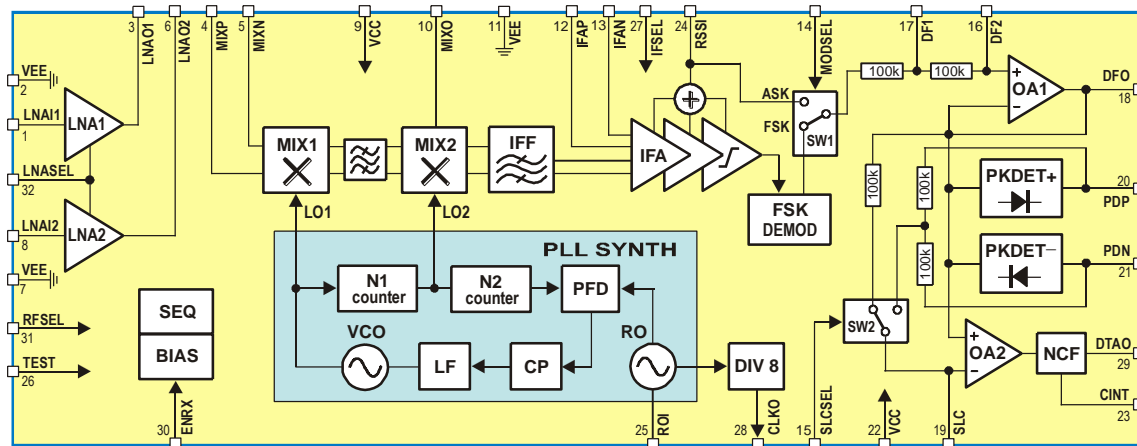 3 LNAO1
6 LNAO2
4 MIXP
5 MIXN
9 VCC
10 MIXO
11 VEE
12 IFAP
13 IFAN
27 IFSEL
24 RSSI
14 MODSEL
17 DF1
16 DF2
VEE
2
LNAI1
1
LNASEL
32
LNAI2
8
VEE
7
RFSEL
31
TEST
26
LNA1
LNA2
MIX1
MIX2
IFF
IFA
+
ASK
FSK
SW1
100k
100k
+
−
OA1
DFO
18
FSK
DEMOD
100k
100k
100k
PKDET+
20
PDP
PKDET−
PDN
21
LO1
LO2
PLL SYNTH
N1
counter
N2
counter
PFD
VCO
LF
CP
RO
DIV 8
SEQ
BIAS
SW2
+
−
OA2
NCF
DTAO
29
CINT
23
30 ENRX
25 ROI
28 CLKO
15 SLCSEL
22 VCC
19 SLC